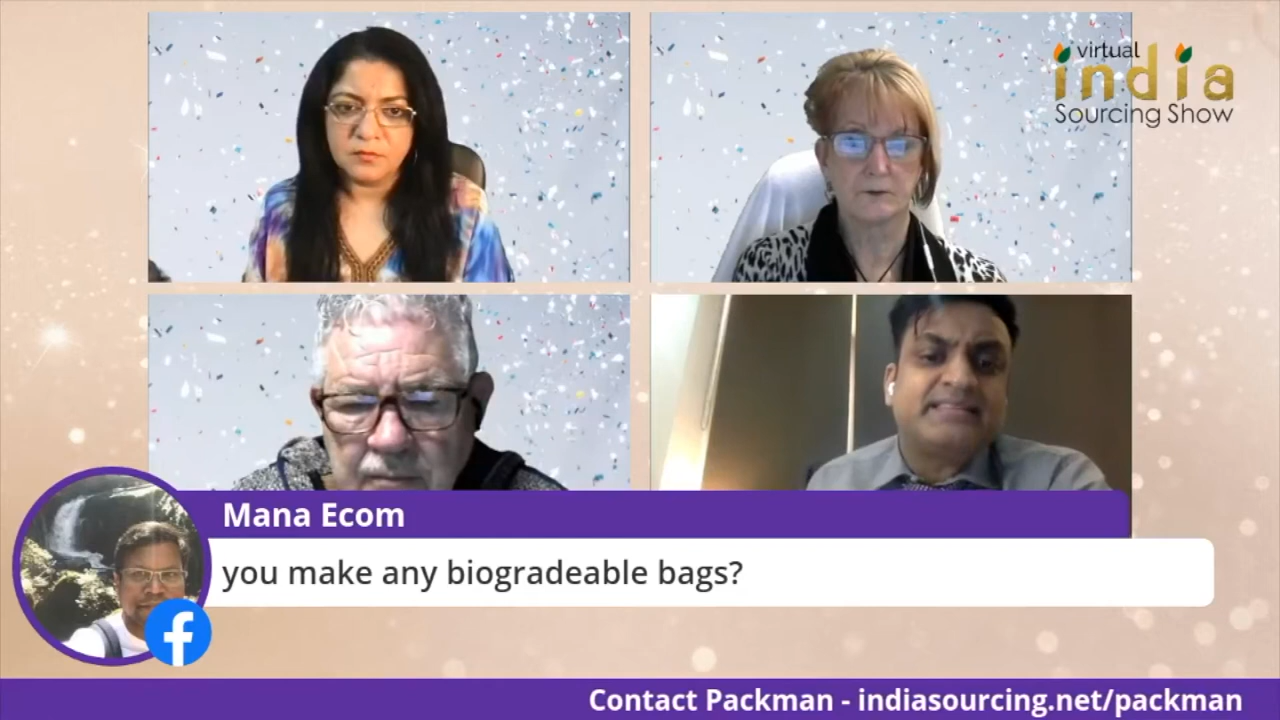 virtual
india
Sourcing Show
Mana Ecom
you make any biogradeable bags?
Contact Packman - indiasourcing.net/packman